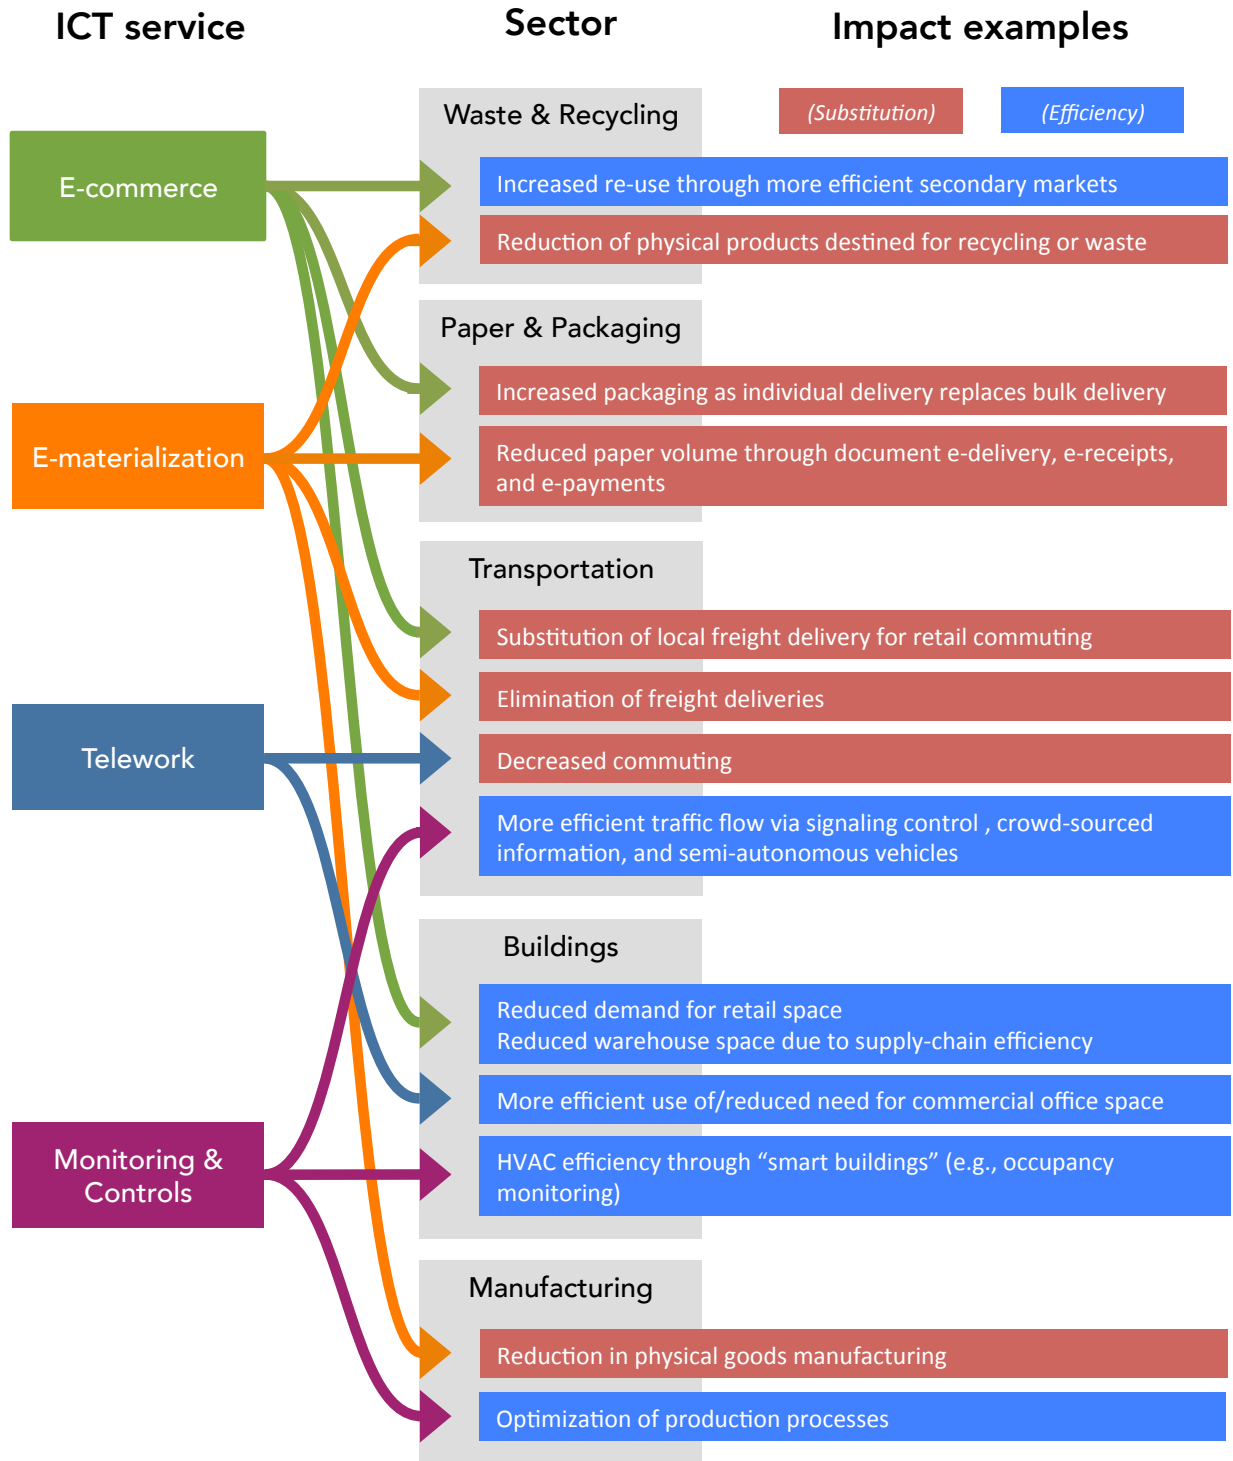 ICT service
Sector
Impact examples
(Substitution)
(Efficiency)
E-commerce
E-materialization
Telework
Monitoring &
Controls
Waste & Recycling
Increased re-use through more efficient secondary markets
Reduction of physical products destined for recycling or waste
Paper & Packaging
Increased packaging as individual delivery replaces bulk delivery
Reduced paper volume through document e-delivery, e-receipts,
and e-payments
Transportation
Substitution of local freight delivery for retail commuting
Elimination of freight deliveries
Decreased commuting
More efficient traffic flow via signaling control , crowd-sourced
information, and semi-autonomous vehicles
Buildings
Reduced demand for retail space
Reduced warehouse space due to supply-chain efficiency
More efficient use of/reduced need for commercial office space
HVAC efficiency through “smart buildings” (e.g., occupancy
monitoring)
Manufacturing
Reduction in physical goods manufacturing
Optimization of production processes